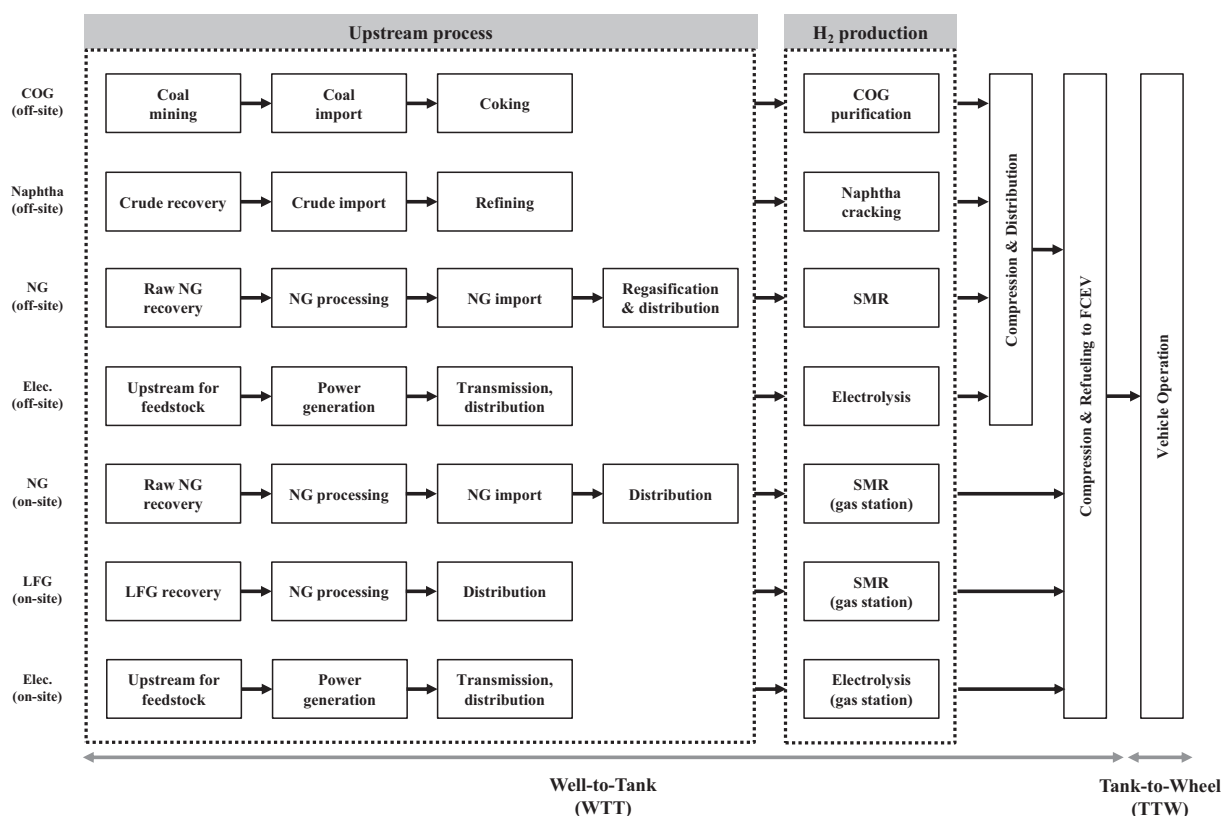 Upstream process
H₂ production
COG
(off-site)
Coal
mining
Coal
import
Coking
COG
purification
Naphtha
(off-site)
Crude recovery
Crude import
Refining
Naphtha
cracking
NG
(off-site)
Raw NG
recovery
NG processing
NG import
Regasification
& distribution
SMR
Elec.
(off-site)
Upstream for
feedstock
Power
generation
Transmission,
distribution
Electrolysis
NG
(on-site)
Raw NG
recovery
NG processing
NG import
Distribution
SMR
(gas station)
LFG
(on-site)
LFG recovery
NG processing
Distribution
SMR
(gas station)
Elec.
(on-site)
Upstream for
feedstock
Power
generation
Transmission,
distribution
Electrolysis
(gas station)
Compression & Distribution
Compression & Refueling to FCEV
Vehicle Operation
Well-to-Tank
(WTT)
Tank-to-Wheel
(TTW)